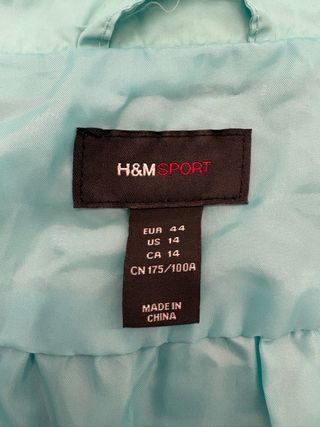 H&MSPORT
EUR 44
US 14
CA 14
CN 175/100A
MADE IN
CHINA